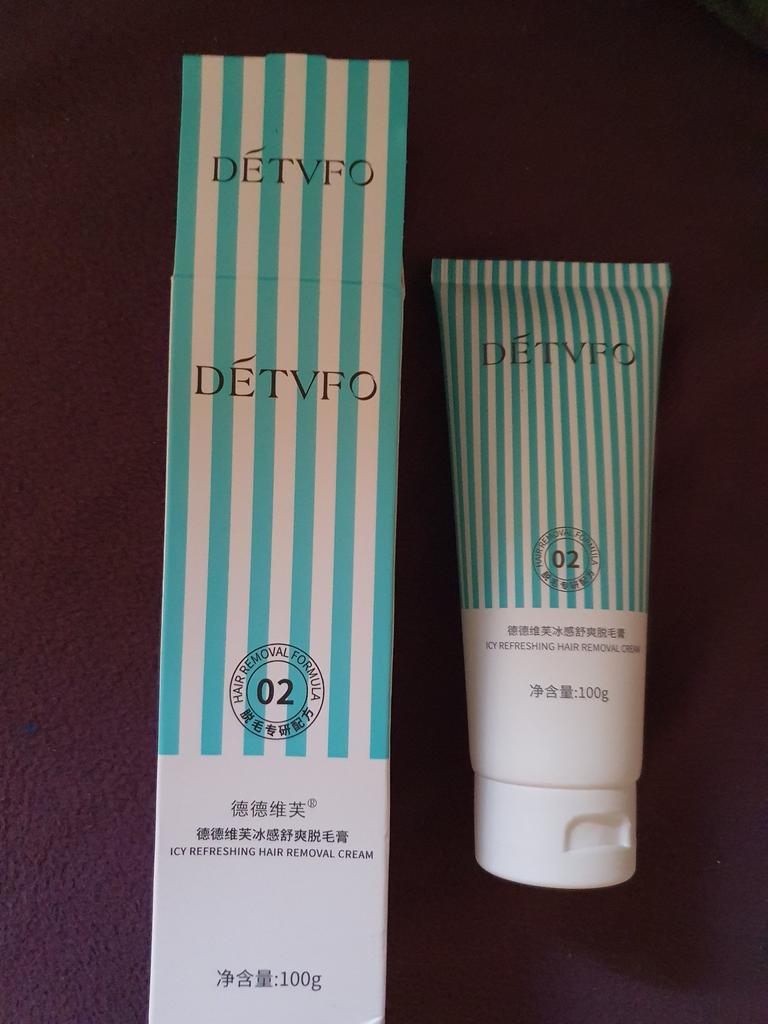 DÉTVFO
DÉTVFO
HAIR REMOVAL FORMULA
02
脱毛专研配方
德德维芙®
德德维芙冰感舒爽脱毛膏
ICY REFRESHING HAIR REMOVAL CREAM
净含量:100g
DÉTVFO
HAIR REMOVAL FORMULA
02
脱毛专研配方
德德维芙冰感舒爽脱毛膏
ICY REFRESHING HAIR REMOVAL CREAM
净含量:100g